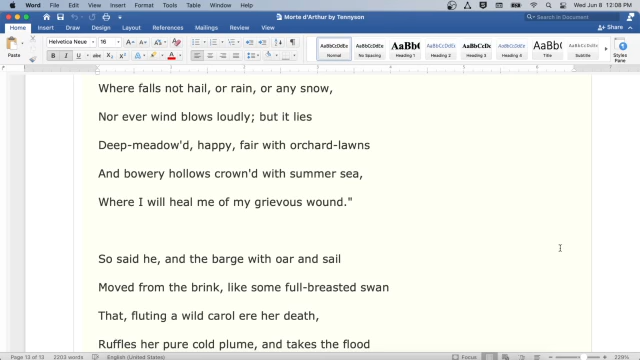 Word File Edit View Insert Format Tools Table Window Help
Wed Jun 8 12:08 PM
Morte d'Arthur by Tennyson
Search in Document
Home Insert Draw Design Layout References Mailings Review View
Share
Paste
Helvetica Neue 16
AaBbCcDdEe Normal
AaBbCcDdEe No Spacing
Heading 1
AaBbCcDc Heading 2
AaBbCcDc Heading 3
AaBbCcDdEe Heading 4
Title
Subtitle
Styles Pane
Where falls not hail, or rain, or any snow,
Nor ever wind blows loudly; but it lies
Deep-meadow'd, happy, fair with orchard-lawns
And bowery hollows crown'd with summer sea,
Where I will heal me of my grievous wound."
So said he, and the barge with oar and sail
Moved from the brink, like some full-breasted swan
That, fluting a wild carol ere her death,
Ruffles her pure cold plume, and takes the flood
Page 13 of 13 2203 words English (United States) Focus 229%